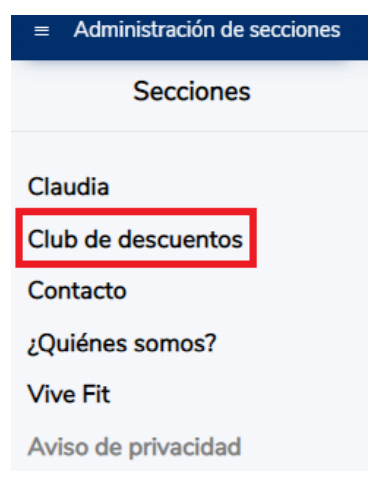 Administración de secciones
Secciones
Claudia
Club de descuentos
Contacto
¿Quiénes somos?
Vive Fit
Aviso de privacidad